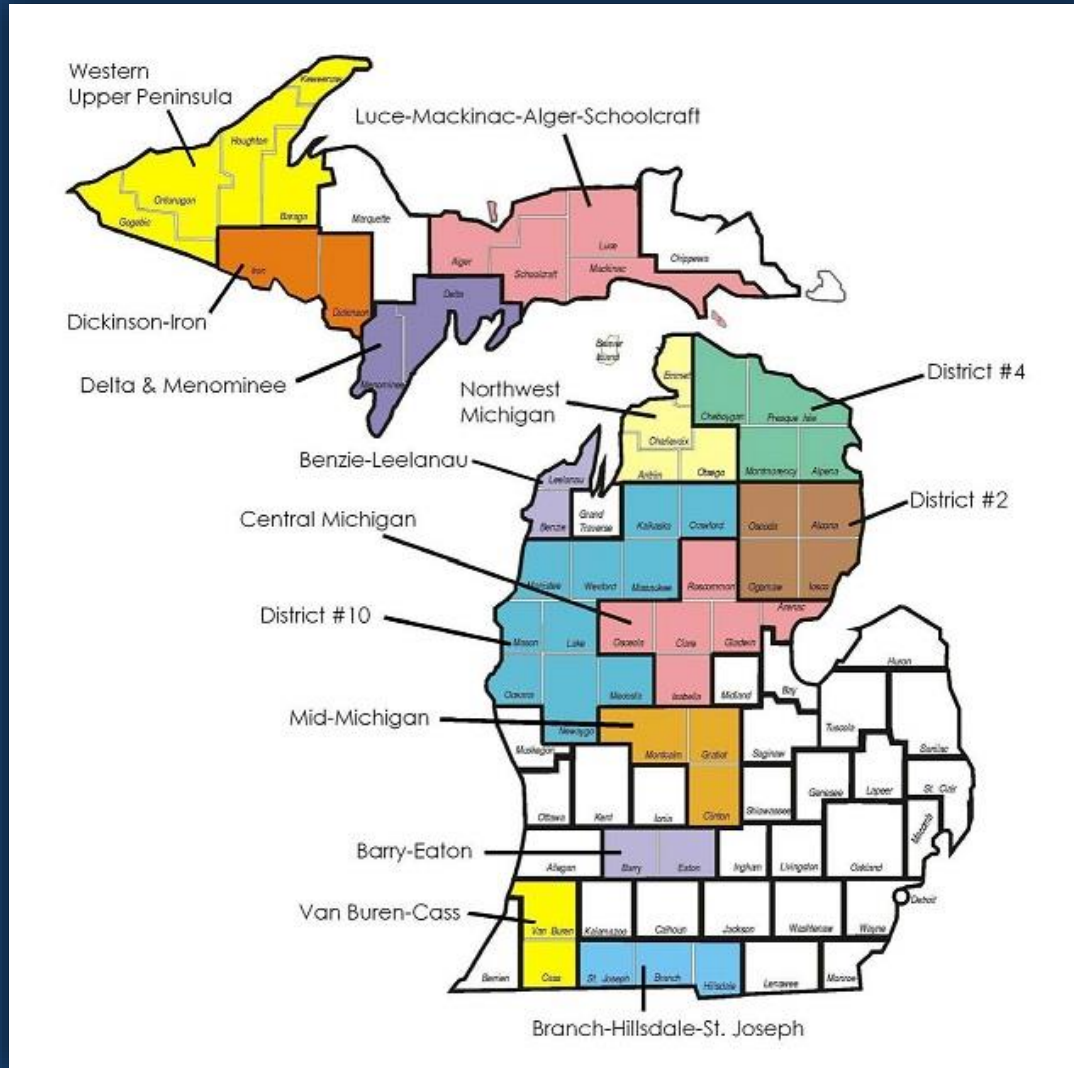 Western
Upper Peninsula
Keweenaw
Luce-Mackinac-Alger-Schoolcraft
Houghton
Ontonagon
Baraga
Gogebic
Marquette
Iron
Dickinson
Alger
Schoolcraft
Luce
Mackinac
Chippewa
Delta
Menominee
Dickinson-Iron
Delta & Menominee
Beaver
Island
Northwest
Michigan
Emmet
Cheboygan
Presque Isle
District #4
Charlevoix
Antrim
Otsego
Montmorency
Alpena
Benzie-Leelanau
Leelanau
Benzie
Grand
Traverse
Kalkaska
Crawford
Oscoda
Alcona
District #2
Central Michigan
Manistee
Wexford
Missaukee
Roscommon
Ogemaw
Iosco
District #10
Mason
Lake
Osceola
Clare
Gladwin
Arenac
Oceana
Newaygo
Mecosta
Isabella
Midland
Bay
Huron
Mid-Michigan
Muskegon
Montcalm
Gratiot
Saginaw
Tuscola
Sanilac
Ottawa
Kent
Ionia
Clinton
Shiawassee
Genesee
Lapeer
St. Clair
Barry-Eaton
Allegan
Barry
Eaton
Ingham
Livingston
Oakland
Macomb
Detroit
Van Buren-Cass
Van Buren
Kalamazoo
Calhoun
Jackson
Washtenaw
Wayne
Berrien
Cass
St. Joseph
Branch
Hillsdale
Lenawee
Monroe
Branch-Hillsdale-St. Joseph